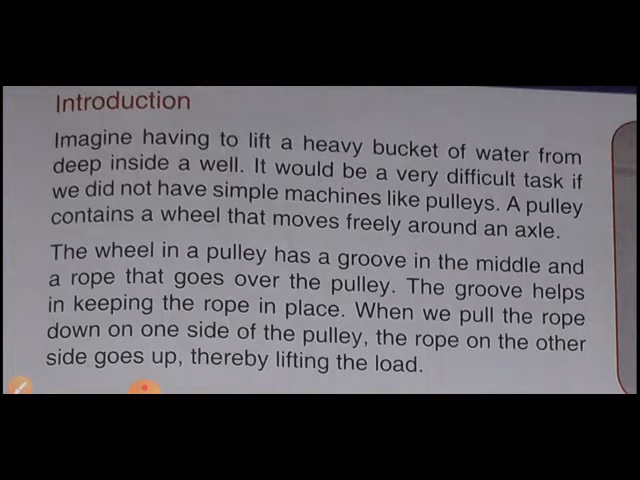 Introduction
Imagine having to lift a heavy bucket of water from
deep inside a well. It would be a very difficult task if
we did not have simple machines like pulleys. A pulley
contains a wheel that moves freely around an axle.
The wheel in a pulley has a groove in the middle and
a rope that goes over the pulley. The groove helps
in keeping the rope in place. When we pull the rope
down on one side of the pulley, the rope on the other
side goes up, thereby lifting the load.